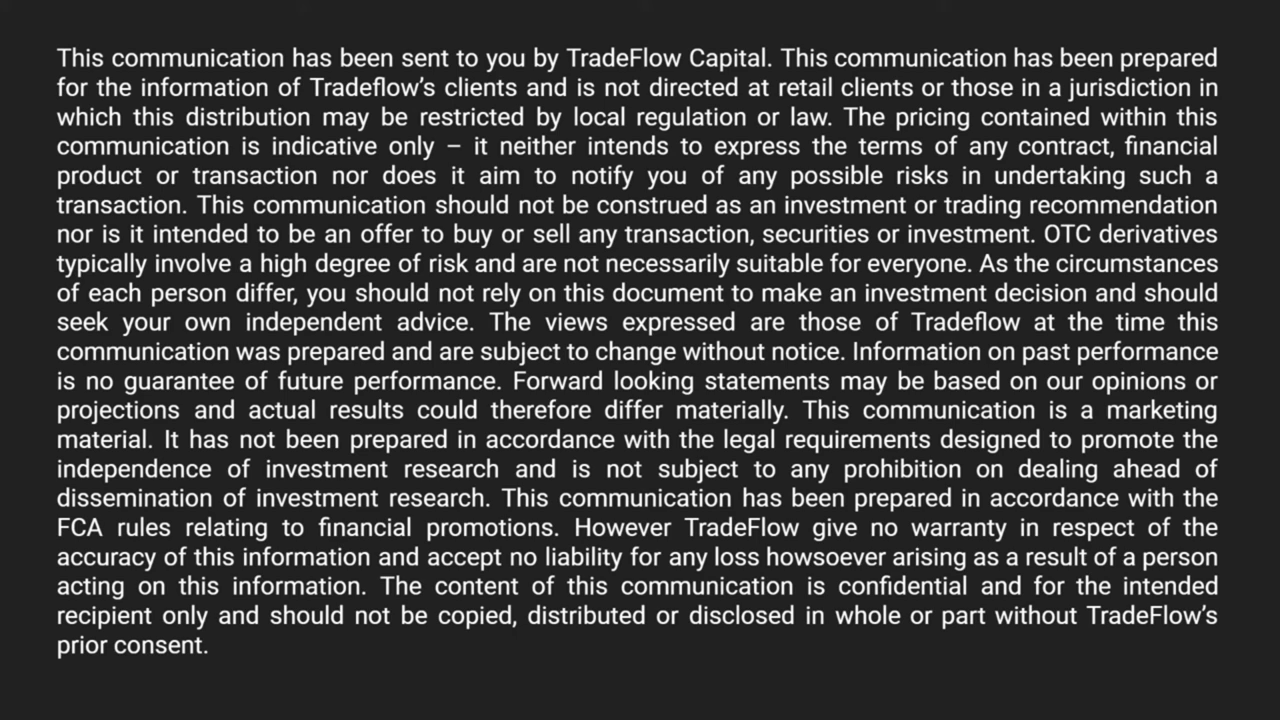 This communication has been sent to you by TradeFlow Capital. This communication has been prepared
for the information of Tradeflow’s clients and is not directed at retail clients or those in a jurisdiction in
which this distribution may be restricted by local regulation or law. The pricing contained within this
communication is indicative only – it neither intends to express the terms of any contract, financial
product or transaction nor does it aim to notify you of any possible risks in undertaking such a
transaction. This communication should not be construed as an investment or trading recommendation
nor is it intended to be an offer to buy or sell any transaction, securities or investment. OTC derivatives
typically involve a high degree of risk and are not necessarily suitable for everyone. As the circumstances
of each person differ, you should not rely on this document to make an investment decision and should
seek your own independent advice. The views expressed are those of Tradeflow at the time this
communication was prepared and are subject to change without notice. Information on past performance
is no guarantee of future performance. Forward looking statements may be based on our opinions or
projections and actual results could therefore differ materially. This communication is a marketing
material. It has not been prepared in accordance with the legal requirements designed to promote the
independence of investment research and is not subject to any prohibition on dealing ahead of
dissemination of investment research. This communication has been prepared in accordance with the
FCA rules relating to financial promotions. However TradeFlow give no warranty in respect of the
accuracy of this information and accept no liability for any loss howsoever arising as a result of a person
acting on this information. The content of this communication is confidential and for the intended
recipient only and should not be copied, distributed or disclosed in whole or part without TradeFlow’s
prior consent.